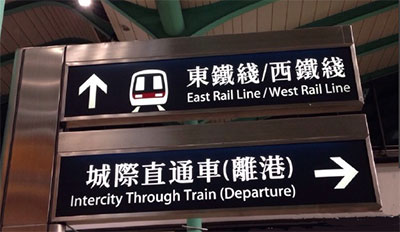 東鐵綫/西鐵綫
East Rail Line / West Rail Line
城際直通車(離港)
Intercity Through Train (Departure)